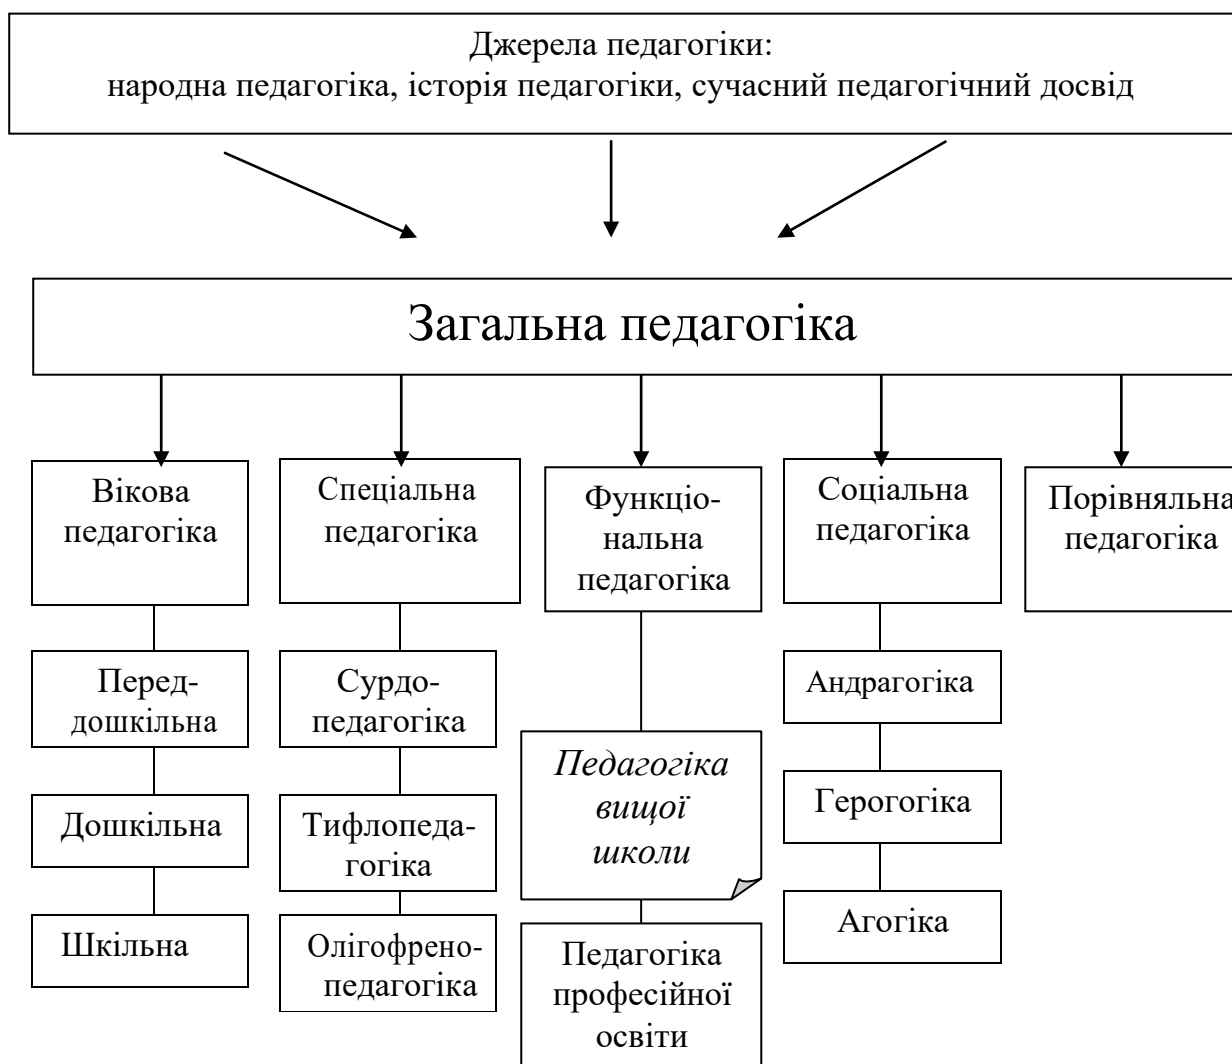 Джерела педагогіки:
народна педагогіка, історія педагогіки, сучасний педагогічний досвід
Загальна педагогіка
Вікова
педагогіка
Спеціальна
педагогіка
Функціо-
нальна
педагогіка
Соціальна
педагогіка
Порівняльна
педагогіка
Перед-
дошкільна
Дошкільна
Шкільна
Сурдо-
педагогіка
Тифлопеда-
гогіка
Олігофрено-
педагогіка
Педагогіка
вищої
школи
Педагогіка
професійної
освіти
Андрагогіка
Герогогіка
Агогіка